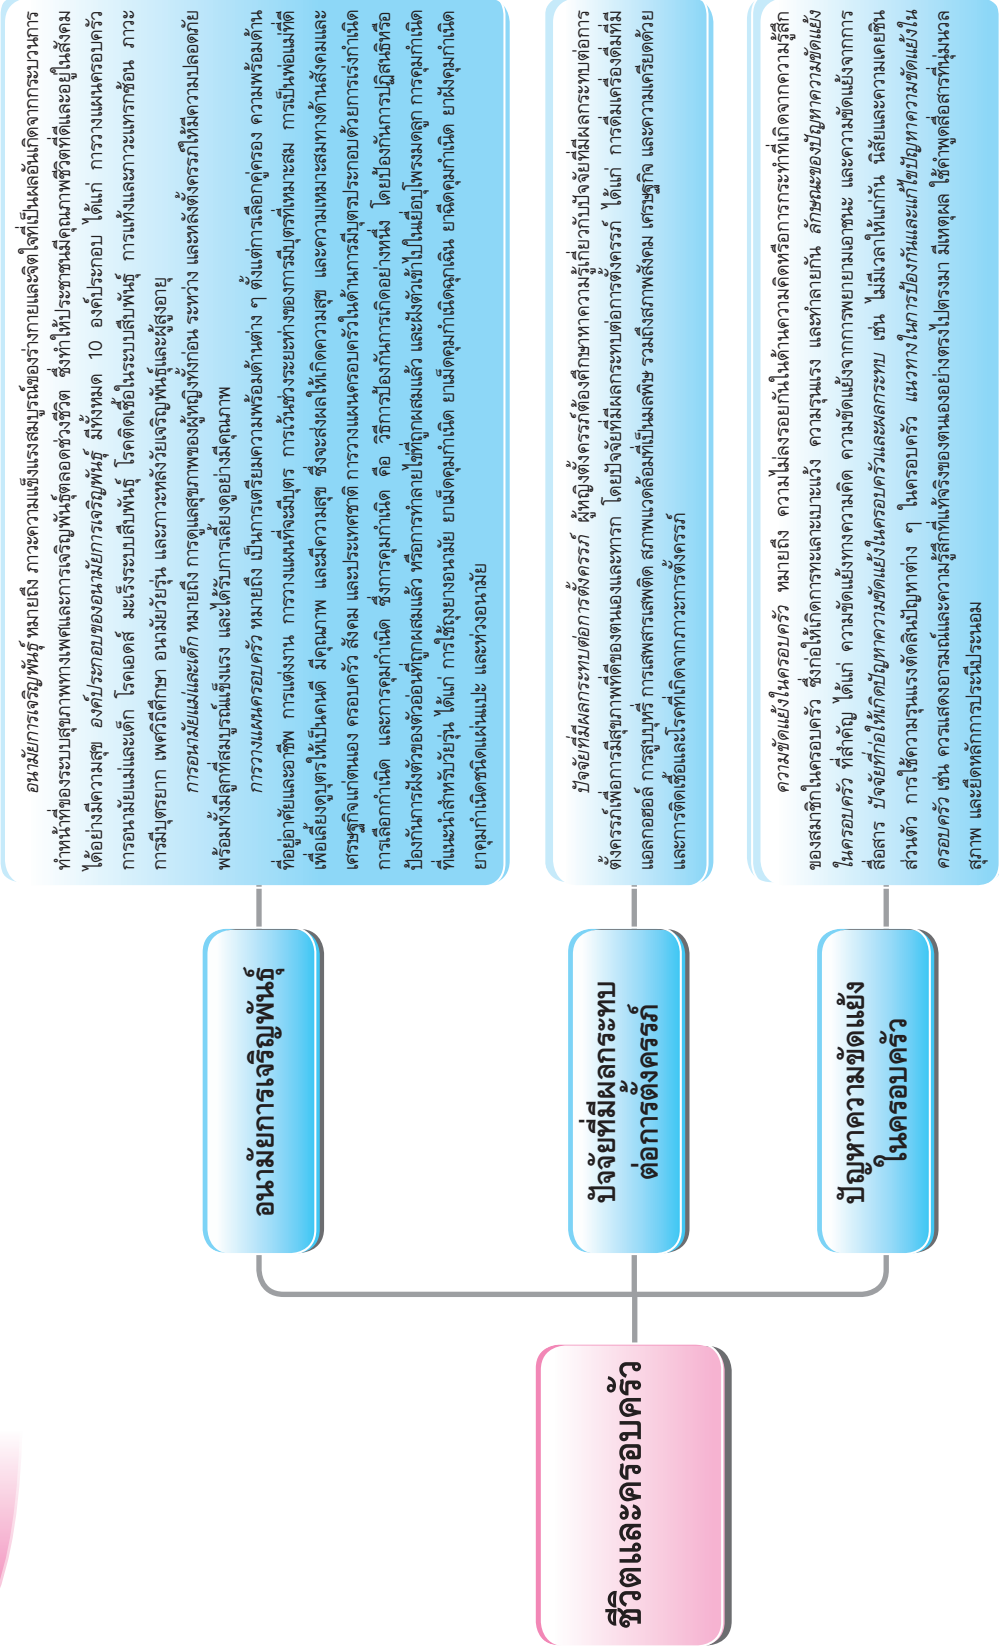 ชีวิตและครอบครัว
อนามัยการเจริญพันธุ์
อนามัยการเจริญพันธุ์ หมายถึง ภาวะความแข็งแรงสมบูรณ์ของร่างกายและจิตใจที่เป็นผลอันเกิดจากกระบวนการ
ทำหน้าที่ของระบบสุขภาพทางเพศและการเจริญพันธุ์ตลอดช่วงชีวิต ซึ่งทำให้ประชาชนมีคุณภาพชีวิตที่ดีและอยู่ในสังคม
ได้อย่างมีความสุข องค์ประกอบของอนามัยการเจริญพันธุ์ มีทั้งหมด 10 องค์ประกอบ ได้แก่ การวางแผนครอบครัว
การอนามัยแม่และเด็ก โรคเอดส์ มะเร็งระบบสืบพันธุ์ โรคติดเชื้อในระบบสืบพันธุ์ การแท้งและภาวะแทรกซ้อน ภาวะ
การมีบุตรยาก เพศวิถีศึกษา อนามัยวัยรุ่น และภาวะหลังวัยเจริญพันธุ์และผู้สูงอายุ
การอนามัยแม่และเด็ก หมายถึง การดูแลสุขภาพของผู้หญิงทั้งก่อน ระหว่าง และหลังตั้งครรภ์ให้มีความปลอดภัย
พร้อมทั้งมีลูกที่สมบูรณ์แข็งแรง และได้รับการเลี้ยงดูอย่างมีคุณภาพ
การวางแผนครอบครัว หมายถึง เป็นการเตรียมความพร้อมด้านต่าง ๆ ตั้งแต่การเลือกคู่ครอง ความพร้อมด้าน
ที่อยู่อาศัยและอาชีพ การแต่งงาน การวางแผนที่จะมีบุตร การเว้นช่วงระยะห่างของการมีบุตรที่เหมาะสม การเป็นพ่อแม่ที่ดี
เพื่อเลี้ยงดูบุตรให้เป็นคนดี มีคุณภาพ และมีความสุข ซึ่งจะส่งผลให้เกิดความสุข และความเหมาะสมทางด้านสังคมและ
เศรษฐกิจแก่ตนเอง ครอบครัว สังคม และประเทศชาติ การวางแผนครอบครัวในด้านการมีบุตรประกอบด้วยการเร่งกำเนิด
การเลือกกำเนิด และการคุมกำเนิด ซึ่งการคุมกำเนิด คือ วิธีการป้องกันการเกิดอย่างหนึ่ง โดยป้องกันการปฏิสนธิหรือ
ป้องกันการฝังตัวของตัวอ่อนที่ถูกผสมแล้ว หรือการทำลายไข่ที่ถูกผสมแล้ว และฝังตัวเข้าไปในเยื่อบุโพรงมดลูก การคุมกำเนิด
ที่แนะนำสำหรับวัยรุ่น ได้แก่ การใช้ถุงยางอนามัย ยาเม็ดคุมกำเนิด ยาเม็ดคุมกำเนิดฉุกเฉิน ยาฉีดคุมกำเนิด ยาฝังคุมกำเนิด
ยาคุมกำเนิดชนิดแผ่นแปะ และห่วงอนามัย
ปัจจัยที่มีผลกระทบ
ต่อการตั้งครรภ์
ปัจจัยที่มีผลกระทบต่อการตั้งครรภ์ ผู้หญิงตั้งครรภ์ต้องศึกษาหาความรู้เกี่ยวกับปัจจัยที่มีผลกระทบต่อการ
ตั้งครรภ์เพื่อการมีสุขภาพที่ดีของตนเองและทารก โดยปัจจัยที่มีผลกระทบต่อการตั้งครรภ์ ได้แก่ การดื่มเครื่องดื่มที่มี
แอลกอฮอล์ การสูบบุหรี่ การเสพสารเสพติด สภาพแวดล้อมที่เป็นมลพิษ รวมถึงสภาพสังคม เศรษฐกิจ และความเครียดด้วย
และการติดเชื้อและโรคที่เกิดจากภาวะการตั้งครรภ์
ปัญหาความขัดแย้ง
ในครอบครัว
ความขัดแย้งในครอบครัว หมายถึง ความไม่ลงรอยกันในด้านความคิดหรือการกระทำที่เกิดจากความรู้สึก
ของสมาชิกในครอบครัว ซึ่งก่อให้เกิดการทะเลาะเบาะแว้ง ความรุนแรง และทำลายกัน ลักษณะของปัญหาความขัดแย้ง
ในครอบครัว ที่สำคัญ ได้แก่ ความขัดแย้งทางความคิด ความขัดแย้งจากการพยายามเอาชนะ และความขัดแย้งจากการ
สื่อสาร ปัจจัยที่ก่อให้เกิดปัญหาความขัดแย้งในครอบครัวและผลกระทบ เช่น ไม่มีเวลาให้แก่กัน นิสัยและความเคยชิน
ส่วนตัว การใช้ความรุนแรงตัดสินปัญหาต่าง ๆ ในครอบครัว แนวทางในการป้องกันและแก้ไขปัญหาความขัดแย้งใน
ครอบครัว เช่น ควรแสดงอารมณ์และความรู้สึกที่แท้จริงของตนเองอย่างตรงไปตรงมา มีเหตุผล ใช้คำพูดสื่อสารที่นุ่มนวล
สุภาพ และยึดหลักการประนีประนอม